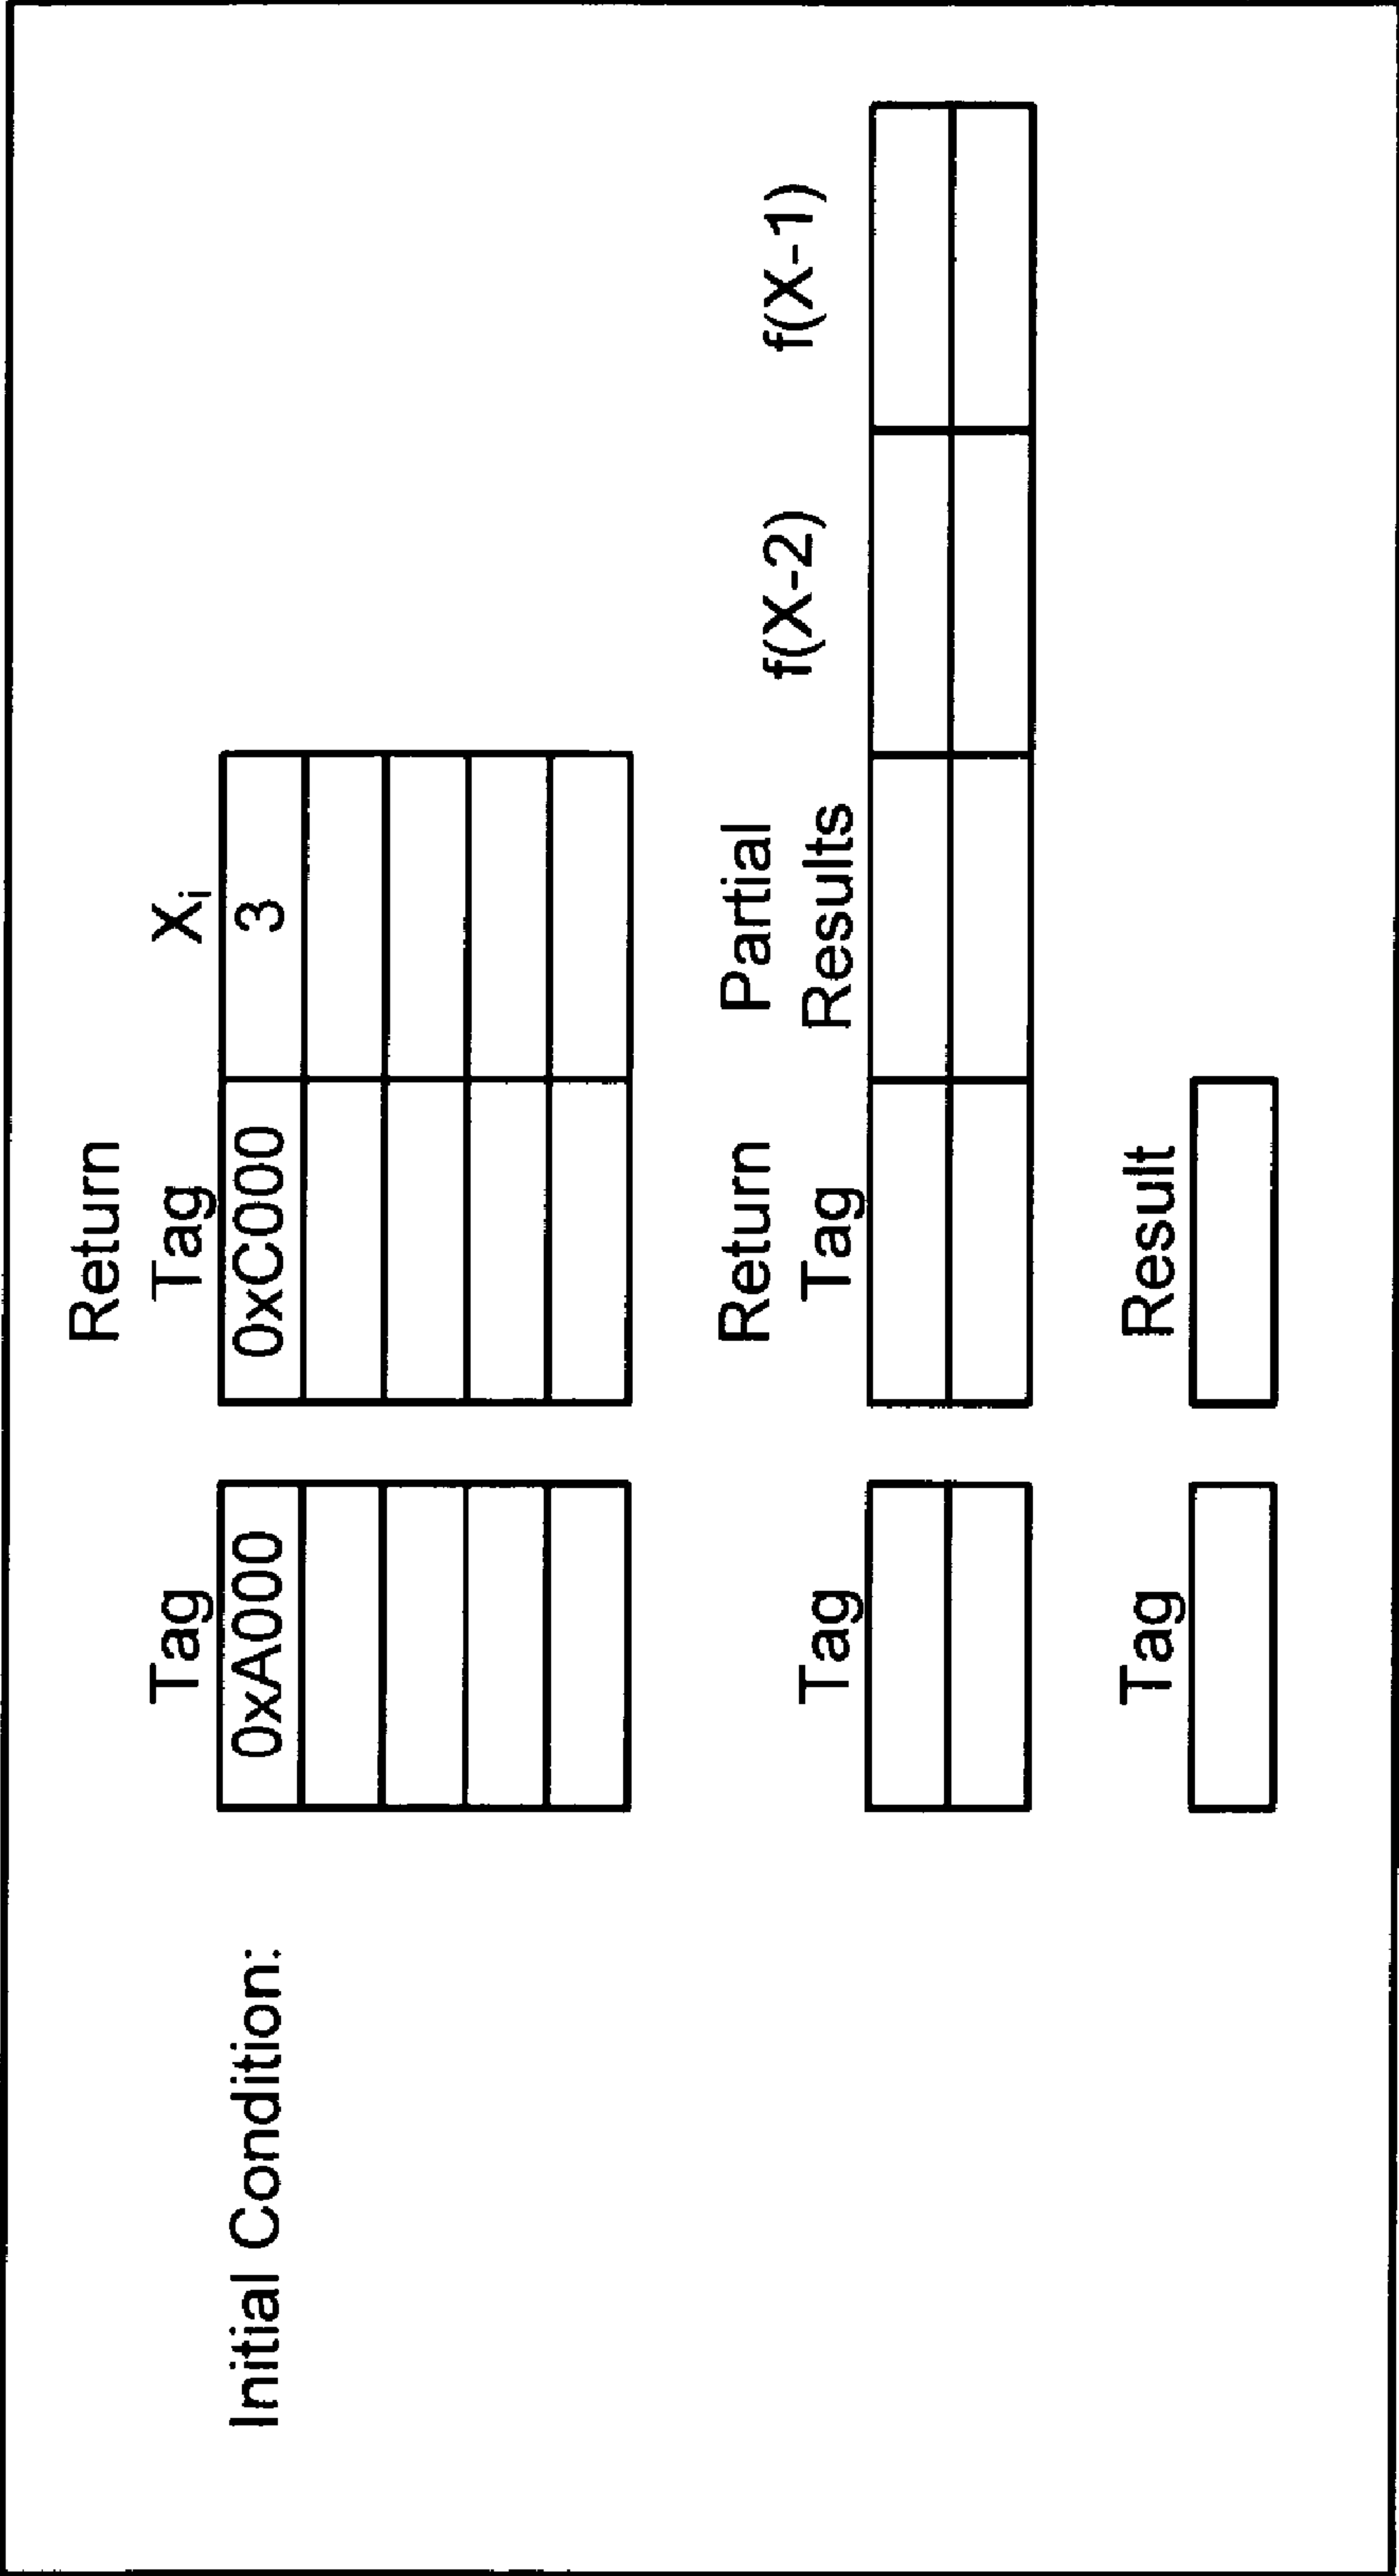 Return
Tag Tag Xᵢ
Initial Condition: 0xA000 0xC000 3
Return Partial f(X-2) f(X-1)
Tag Tag Results
Tag Result